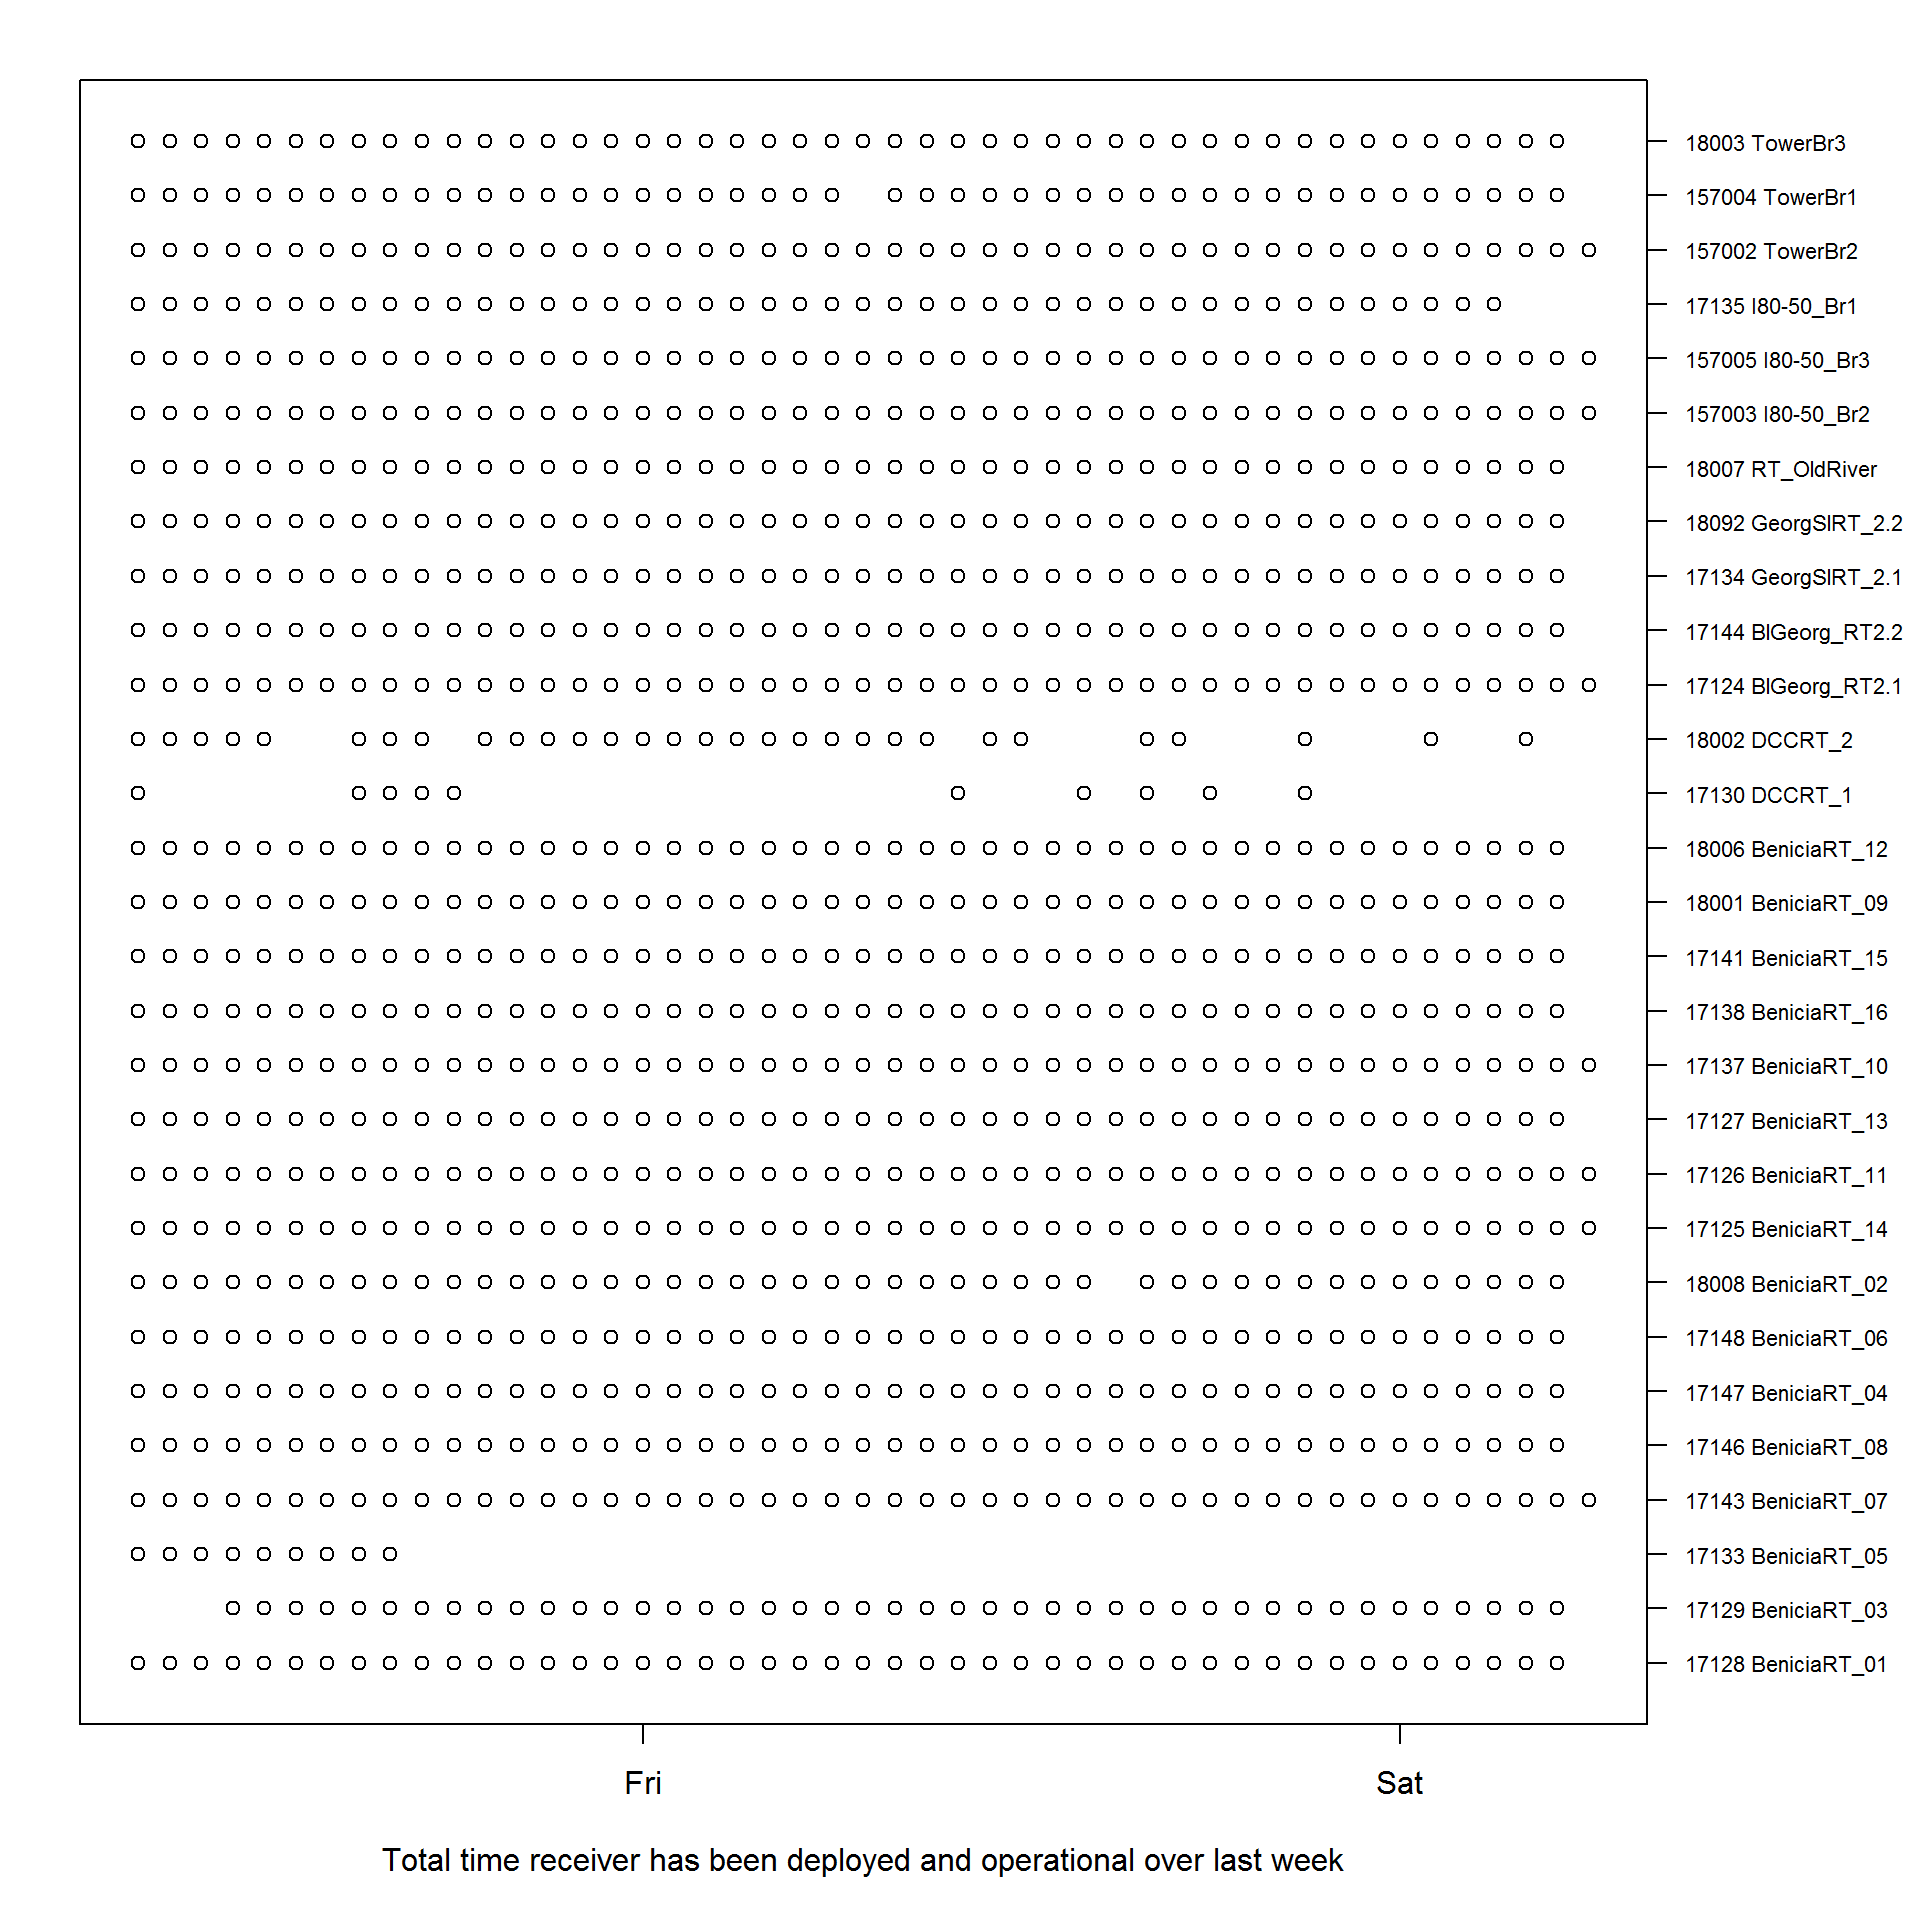 18003 TowerBr3
157004 TowerBr1
157002 TowerBr2
17135 I80-50_Br1
157005 I80-50_Br3
157003 I80-50_Br2
18007 RT_OldRiver
18092 GeorgSlRT_2.2
17134 GeorgSlRT_2.1
17144 BlGeorg_RT2.2
17124 BlGeorg_RT2.1
18002 DCCRT_2
17130 DCCRT_1
18006 BeniciaRT_12
18001 BeniciaRT_09
17141 BeniciaRT_15
17138 BeniciaRT_16
17137 BeniciaRT_10
17127 BeniciaRT_13
17126 BeniciaRT_11
17125 BeniciaRT_14
18008 BeniciaRT_02
17148 BeniciaRT_06
17147 BeniciaRT_04
17146 BeniciaRT_08
17143 BeniciaRT_07
17133 BeniciaRT_05
17129 BeniciaRT_03
17128 BeniciaRT_01
Fri Sat
Total time receiver has been deployed and operational over last week